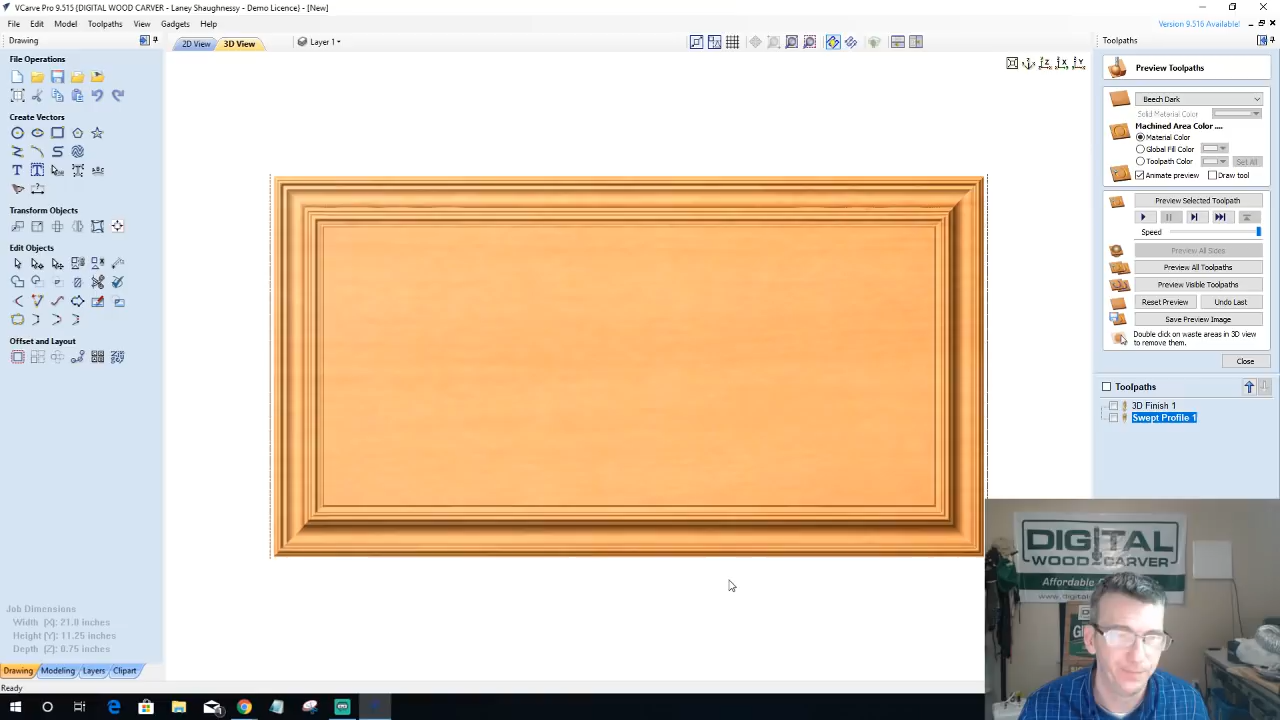 VCarve Pro 9.515 {DIGITAL WOOD CARVER - Laney Shaughnessy - Demo Licence} - [New]
File Edit Model Toolpaths View Gadgets Help
Version 9.516 Available!
Drawing
2D View 3D View
Layer 1
Toolpaths
File Operations
Create Vectors
Transform Objects
Edit Objects
Offset and Layout
Job Dimensions
Width (X): 21.0 inches
Height (Y): 11.25 inches
Depth (Z): 0.75 inches
Drawing Modeling Layers Clipart
Ready
Preview Toolpaths
Beech Dark
Solid Material Color
Machined Area Color ....
Material Color
Global Fill Color
Toolpath Color
Set All
Animate preview Draw tool
Preview Selected Toolpath
Speed
Preview All Sides
Preview All Toolpaths
Preview Visible Toolpaths
Reset Preview Undo Last
Save Preview Image
Double click on waste areas in 3D view
to remove them.
Close
Toolpaths
3D Finish 1
Swept Profile 1
DIGITAL
WOOD CARVER